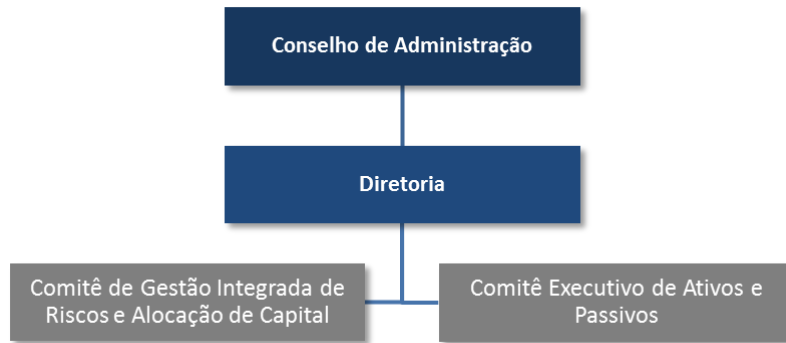 Conselho de Administração
Diretoria
Comitê de Gestão Integrada de
Riscos e Alocação de Capital
Comitê Executivo de Ativos e
Passivos